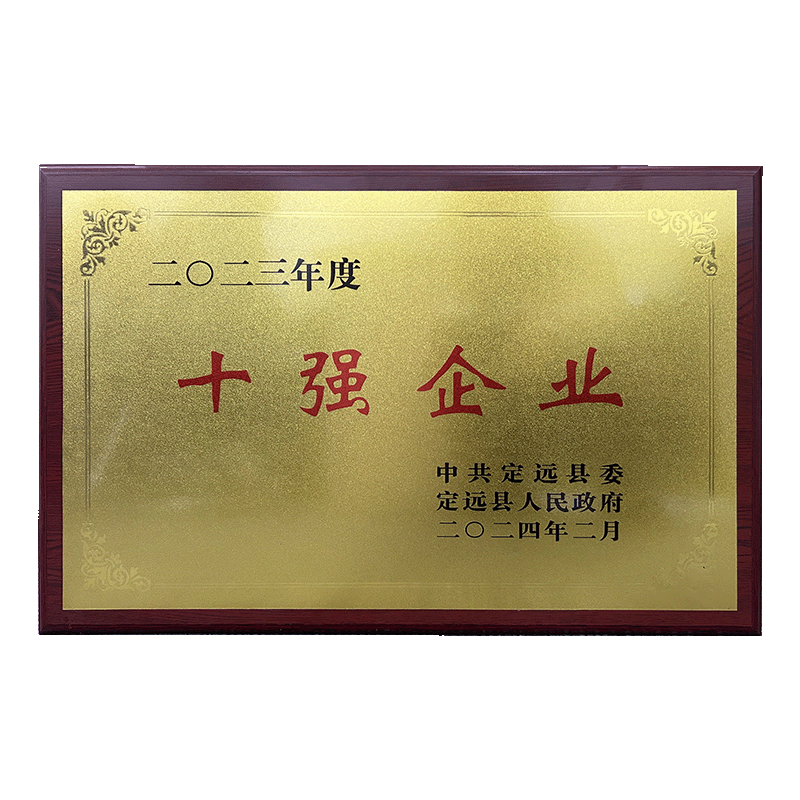 二〇二三年度
十强企业
中共定远县委
定远县人民政府
二〇二四年二月